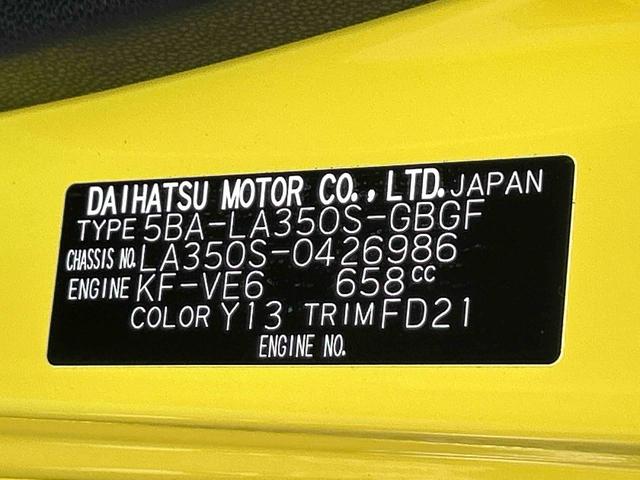 DAIHATSU MOTOR CO., LTD. JAPAN
TYPE 5BA-LA350S-GBGF
CHASSIS NO. LA350S-0426986
ENGINE KF-VE6 658cc
COLOR Y13 TRIM FD21
ENGINE NO.